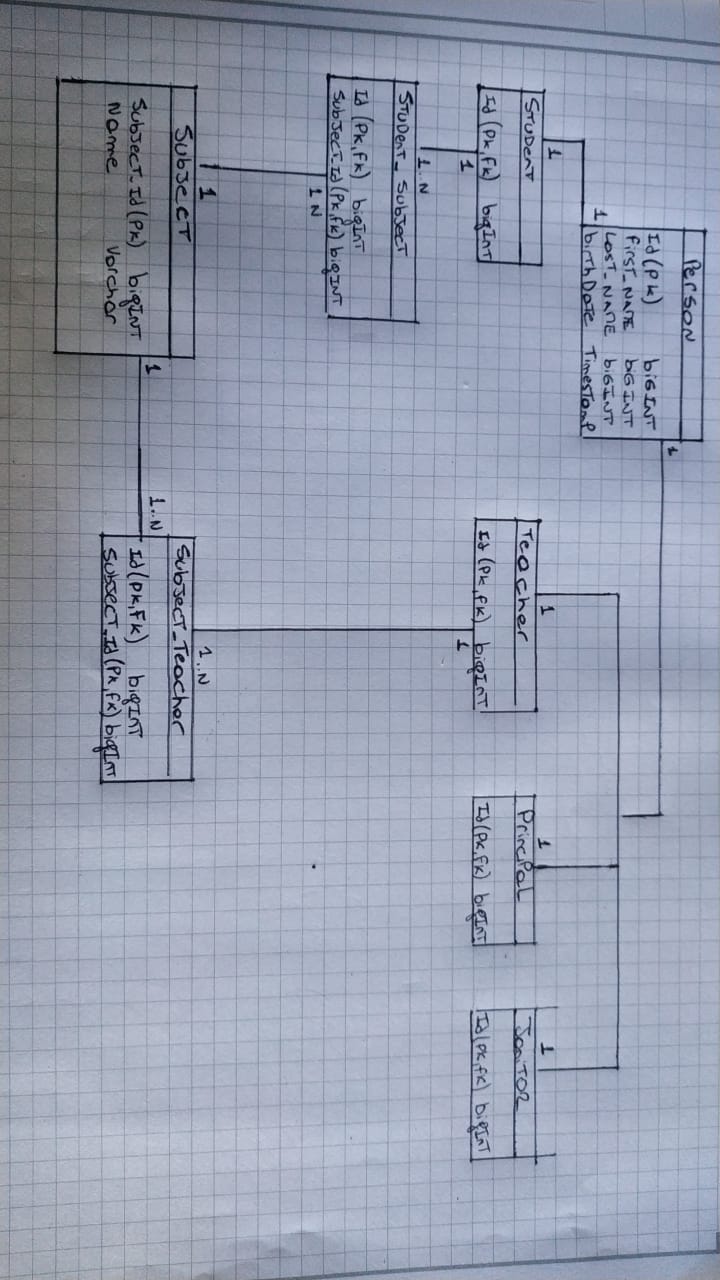 Person
Id (Pk) biGINT
first_NAME biGINT
Last_NAME biGINT
birthDate TimesTamp
1
1
Student
1
Id (Pk, fk) bigInT
1
1..N
STUDenT_Subject
Id (Pk, fk) bigInT
Subject_Id (Pk, fk) bigInT
1 N
1
Subject
Subject_Id (Pk) bigInT
Name Varchar
1
1..N
Subject_Teacher
Id (Pk, fk) bigInT
Subject_Id (Pk, fk) bigInt
1..N
1
Teacher
Id (Pk, fk) bigInT
1
1
Principal
Id (Pk, fk) bigInT
1
JaniTor
Id (Pk, fk) bigInT